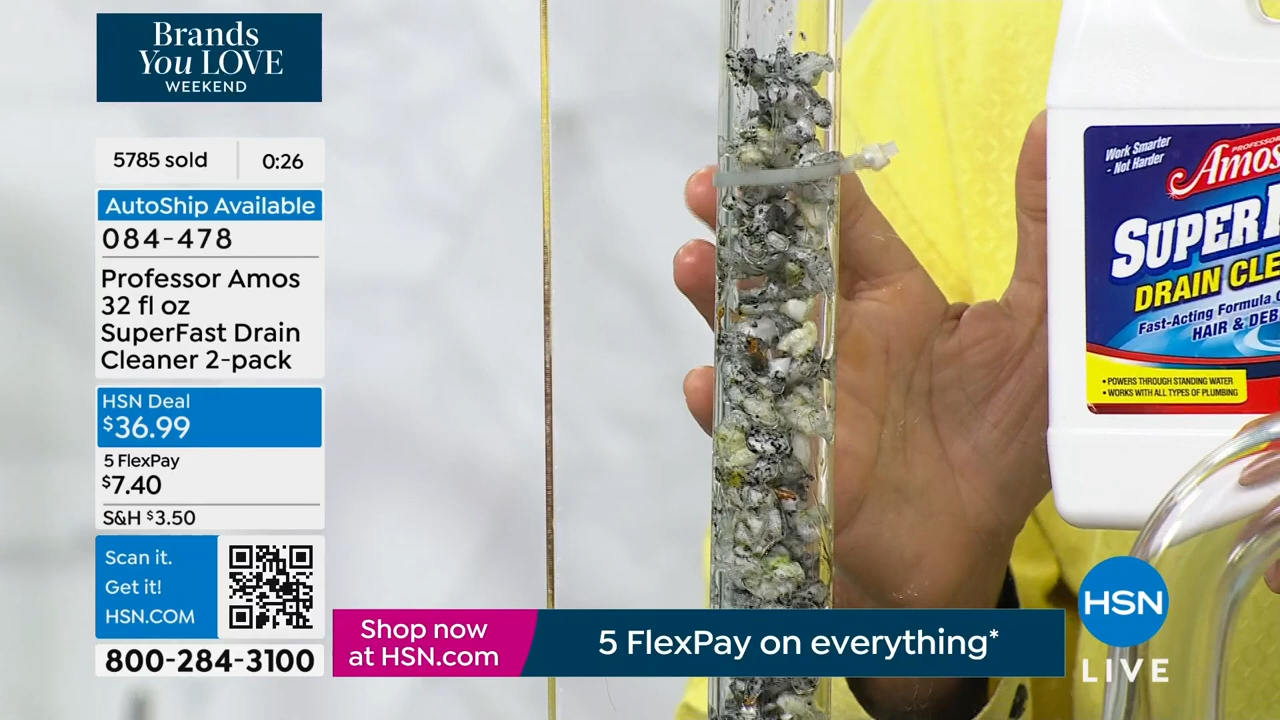 Brands
You LOVE
WEEKEND
5785 sold
0:26
AutoShip Available
084-478
Professor Amos
32 fl oz
SuperFast Drain
Cleaner 2-pack
HSN Deal
$36.99
5 FlexPay
$7.40
S&H $3.50
Scan it.
Get it!
HSN.COM
800-284-3100
Shop now
at HSN.com
5 FlexPay on everything*
HSN
LIVE
Work Smarter
- Not Harder
PROFESSOR
Amos
SUPER
DRAIN CLE
Fast-Acting Formula
HAIR & DEB
• POWERS THROUGH STANDING WATER
• WORKS WITH ALL TYPES OF PLUMBING